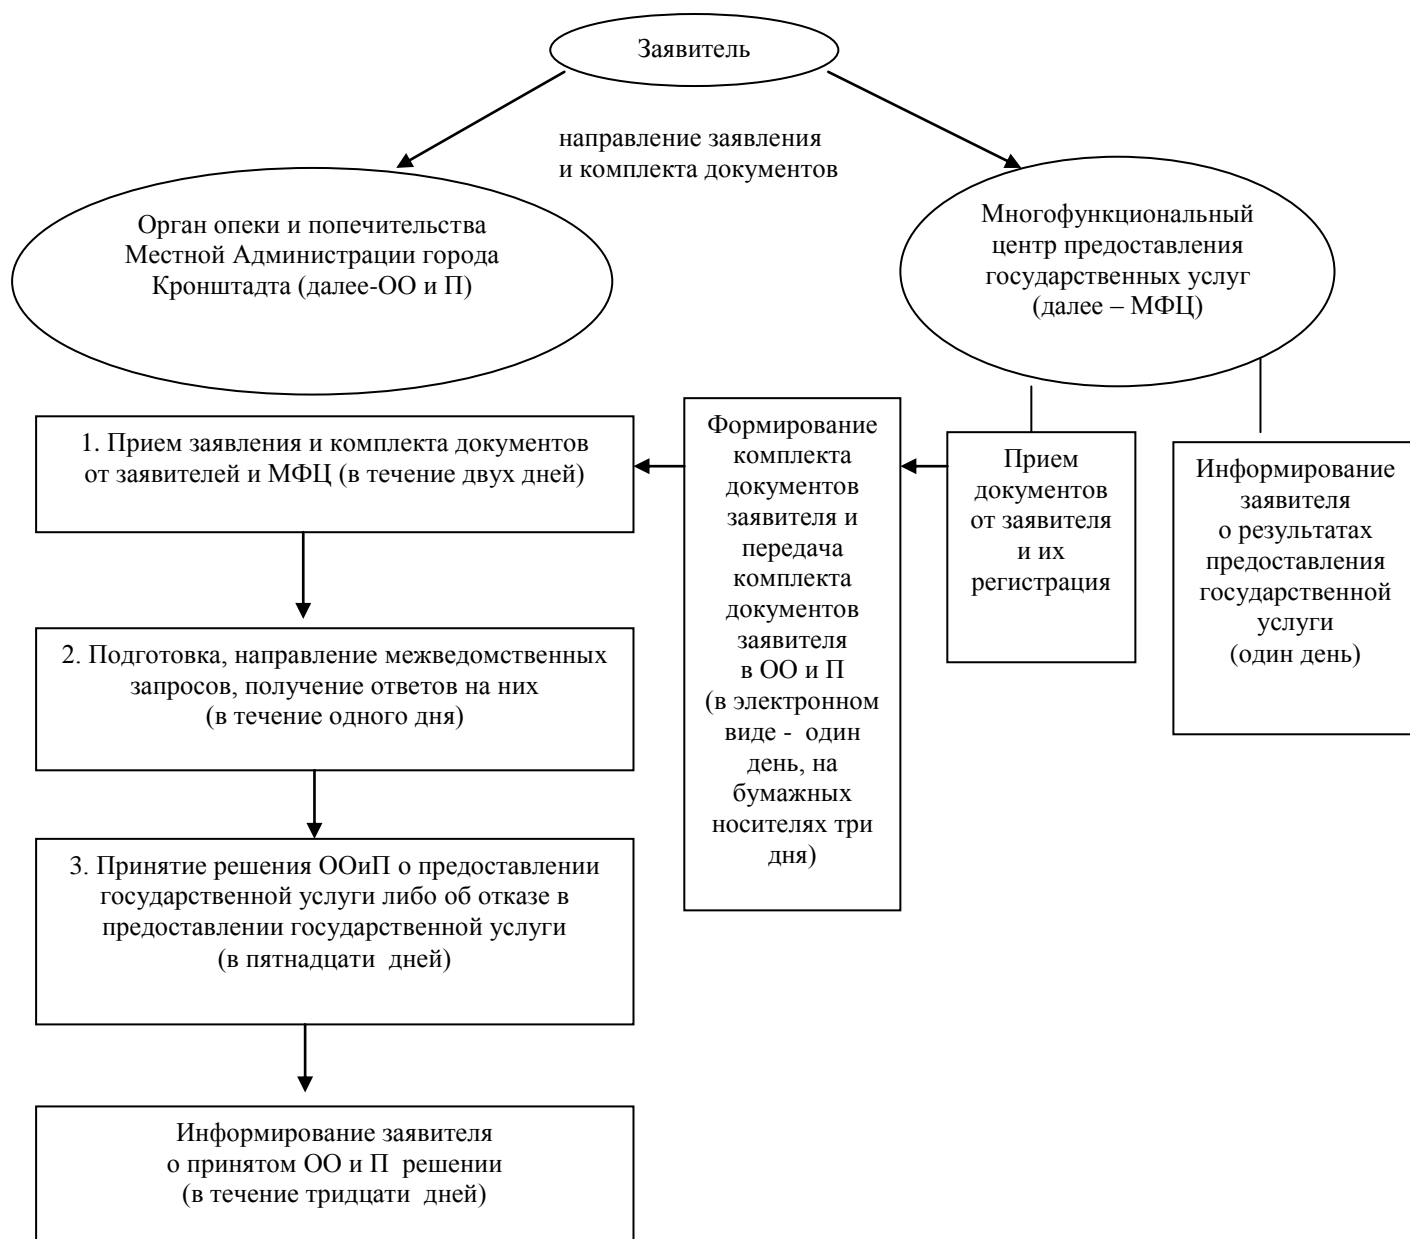 Заявитель
направление заявления
и комплекта документов
Орган опеки и попечительства
Местной Администрации города
Кронштадта (далее-ОО и П)
Многофункциональный
центр предоставления
государственных услуг
(далее – МФЦ)
1. Прием заявления и комплекта документов
от заявителей и МФЦ (в течение двух дней)
Формирование
комплекта
документов
заявителя и
передача
комплекта
документов
заявителя
в ОО и П
(в электронном
виде - один
день, на
бумажных
носителях три
дня)
Прием
документов
от заявителя
и их
регистрация
Информирование
заявителя
о результатах
предоставления
государственной
услуги
(один день)
2. Подготовка, направление межведомственных
запросов, получение ответов на них
(в течение одного дня)
3. Принятие решения ООиП о предоставлении
государственной услуги либо об отказе в
предоставлении государственной услуги
(в пятнадцати дней)
Информирование заявителя
о принятом ОО и П решении
(в течение тридцати дней)